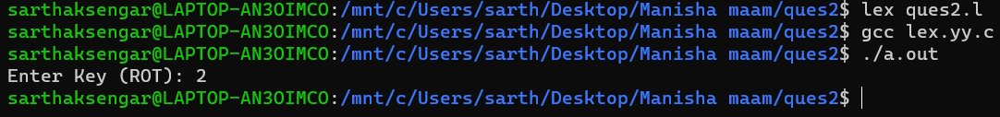 sarthaksengar@LAPTOP-AN3OIMCO:/mnt/c/Users/sarth/Desktop/Manisha maam/ques2$ lex ques2.l
sarthaksengar@LAPTOP-AN3OIMCO:/mnt/c/Users/sarth/Desktop/Manisha maam/ques2$ gcc lex.yy.c
sarthaksengar@LAPTOP-AN3OIMCO:/mnt/c/Users/sarth/Desktop/Manisha maam/ques2$ ./a.out
Enter Key (ROT): 2
sarthaksengar@LAPTOP-AN3OIMCO:/mnt/c/Users/sarth/Desktop/Manisha maam/ques2$